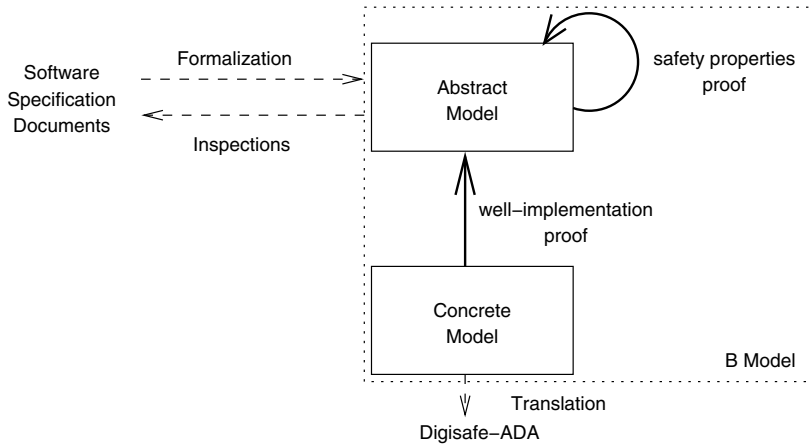 Formalization
Software
Specification
Documents
Inspections
Abstract
Model
safety properties
proof
well-implementation
proof
Concrete
Model
B Model
Translation
Digisafe-ADA